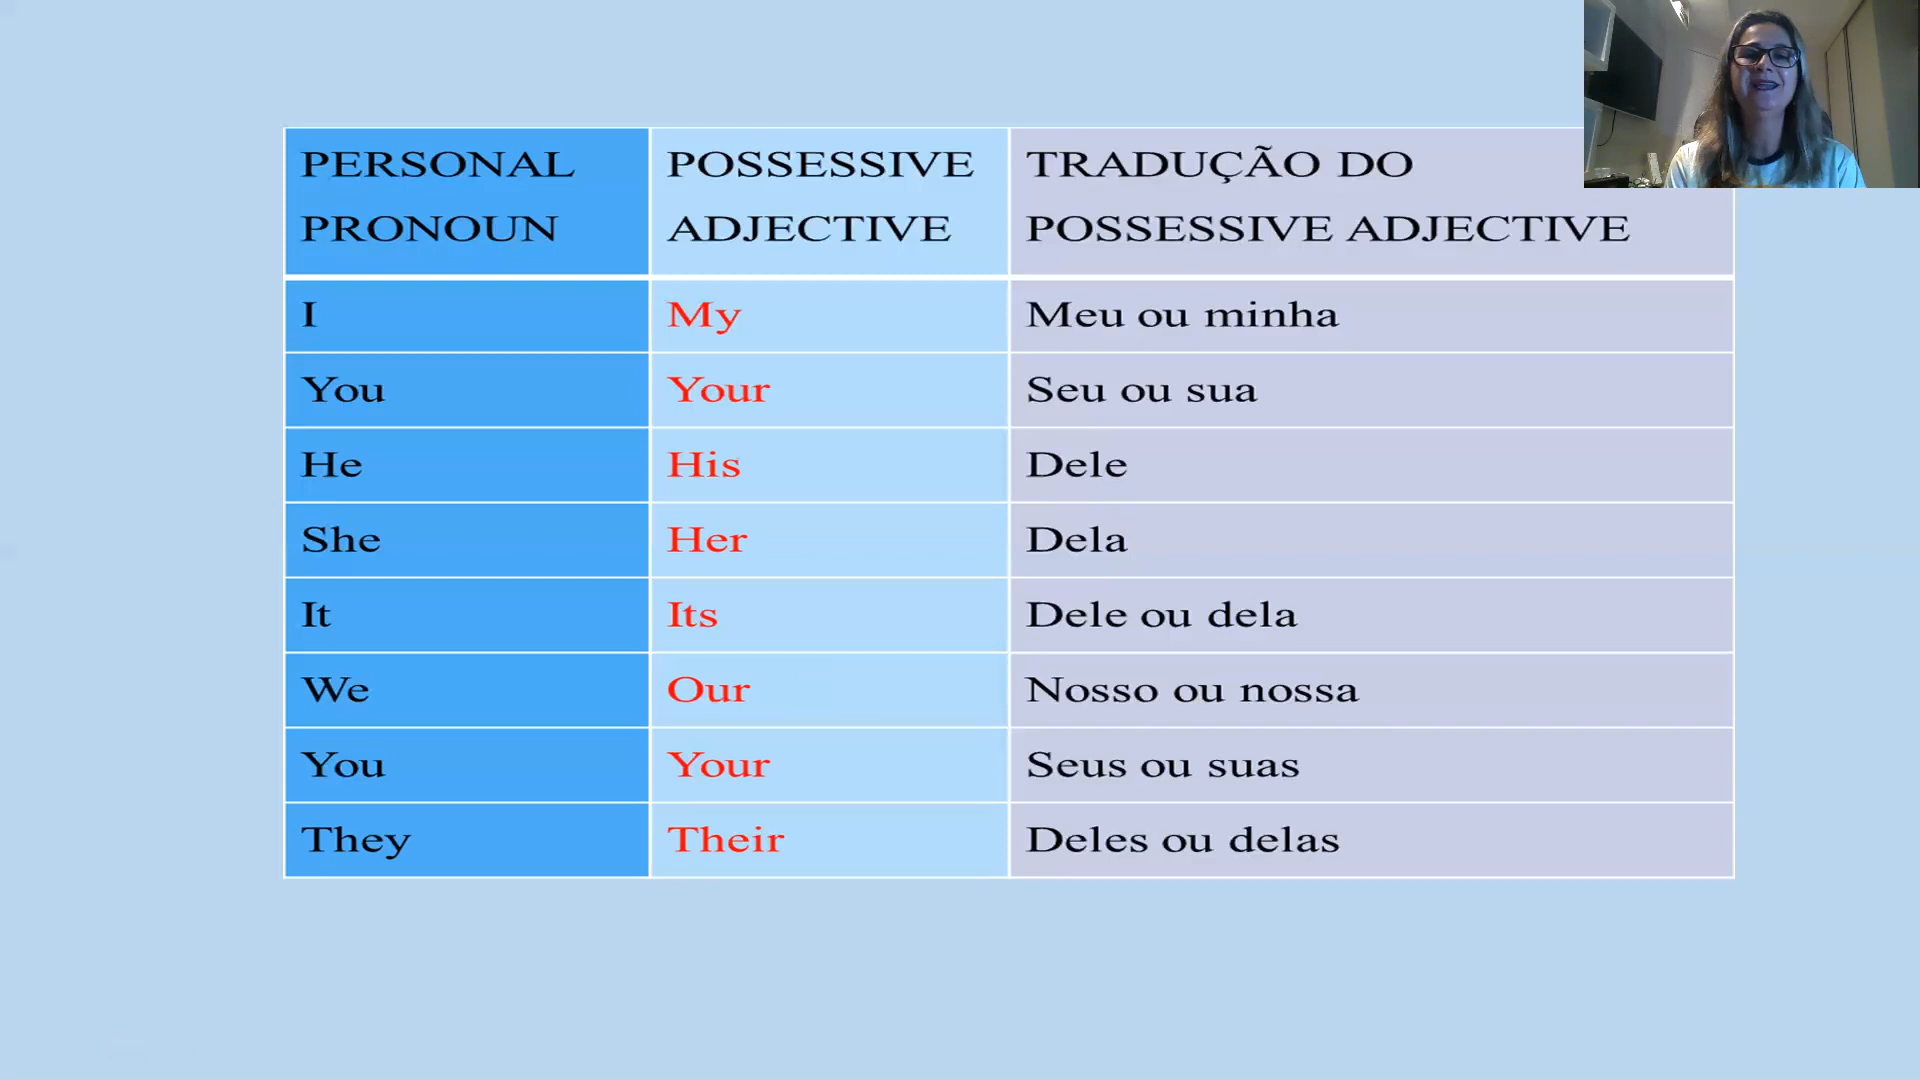 PERSONAL PRONOUN
POSSESSIVE ADJECTIVE
TRADUÇÃO DO POSSESSIVE ADJECTIVE
I
My
Meu ou minha
You
Your
Seu ou sua
He
His
Dele
She
Her
Dela
It
Its
Dele ou dela
We
Our
Nosso ou nossa
You
Your
Seus ou suas
They
Their
Deles ou delas